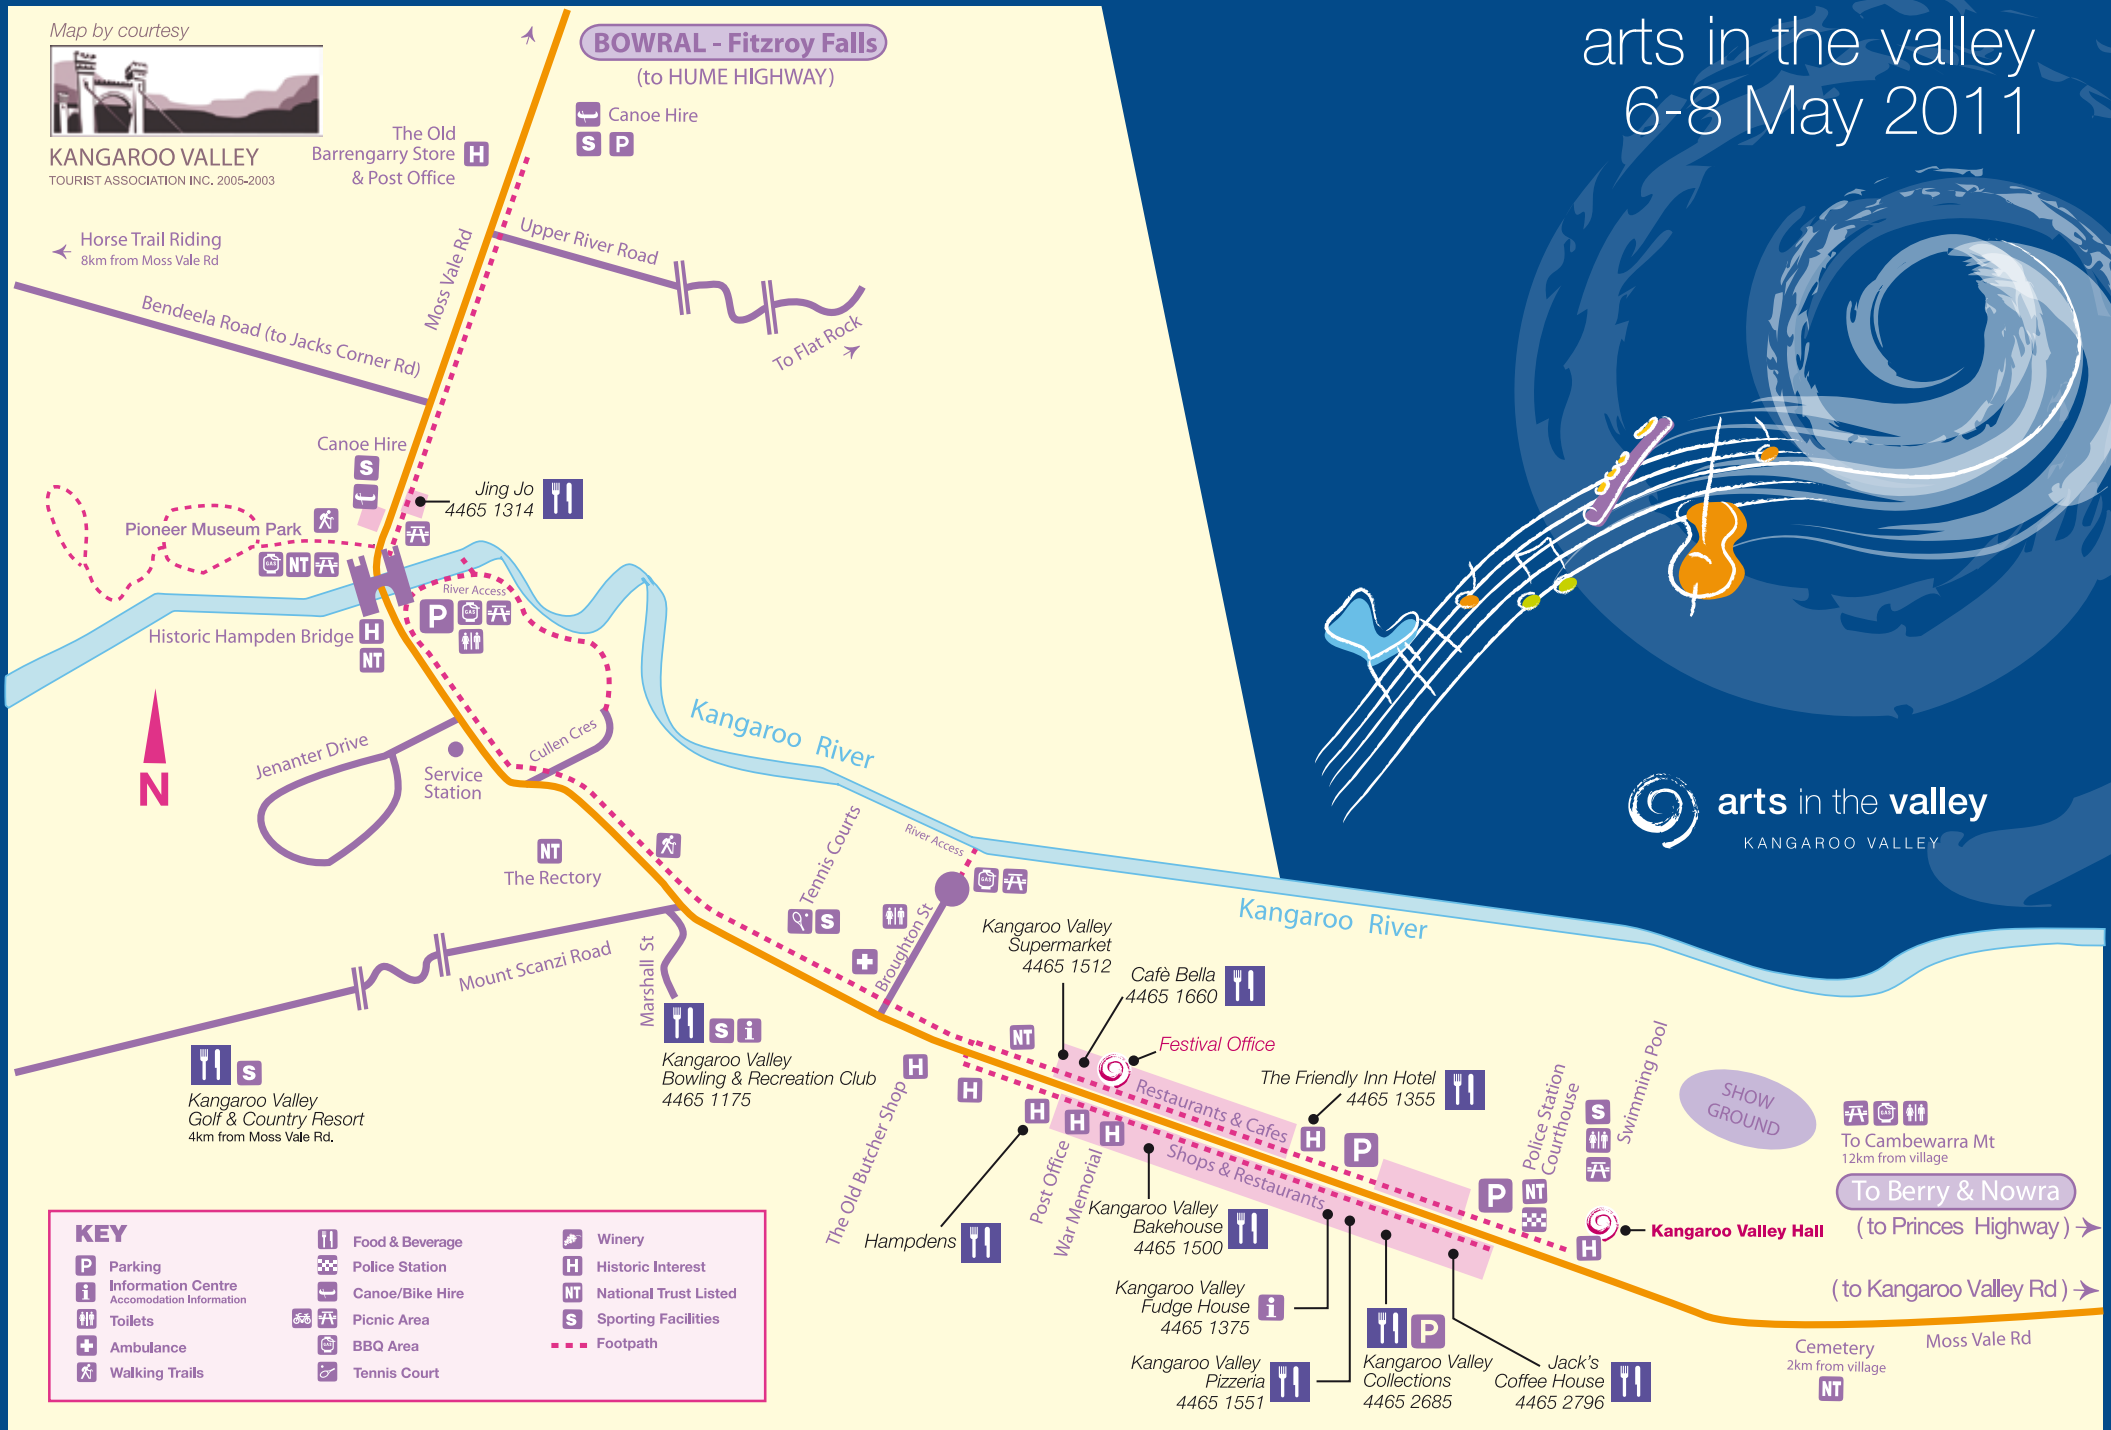 Map by courtesy
KANGAROO VALLEY
TOURIST ASSOCIATION INC. 2005-2003
BOWRAL - Fitzroy Falls
(to HUME HIGHWAY)
Canoe Hire
S P
The Old
Barrengarry Store
& Post Office
H
Horse Trail Riding
8km from Moss Vale Rd
Moss Vale Rd
Upper River Road
To Flat Rock
Bendeela Road (to Jacks Corner Rd)
Canoe Hire
S
Jing Jo
4465 1314
Pioneer Museum Park
GAS NT
River Access
P GAS
Historic Hampden Bridge
H
NT
N
Jenanter Drive
Service
Station
Cullen Cres
Kangaroo River
NT
The Rectory
Tennis Courts
S
River Access
GAS
Broughton St
Mount Scanzi Road
Marshall St
S i
Kangaroo Valley
Bowling & Recreation Club
4465 1175
S
Kangaroo Valley
Golf & Country Resort
4km from Moss Vale Rd.
Kangaroo Valley
Supermarket
4465 1512
Cafè Bella
4465 1660
Kangaroo River
NT
Festival Office
Restaurants & Cafes
The Friendly Inn Hotel
4465 1355
H
P
The Old Butcher Shop
H
H
H
H
H
Hampdens
Post Office
War Memorial
Shops & Restaurants
Kangaroo Valley
Bakehouse
4465 1500
Kangaroo Valley
Fudge House
4465 1375
i
Kangaroo Valley
Pizzeria
4465 1551
P
Kangaroo Valley
Collections
4465 2685
Jack's
Coffee House
4465 2796
Police Station
Courthouse
P NT
S
Swimming Pool
H
Kangaroo Valley Hall
SHOW
GROUND
GAS
To Cambewarra Mt
12km from village
To Berry & Nowra
(to Princes Highway)
(to Kangaroo Valley Rd)
Moss Vale Rd
Cemetery
2km from village
NT
KEY
P Parking
i Information Centre
Accomodation Information
Toilets
Ambulance
Walking Trails
Food & Beverage
Police Station
Canoe/Bike Hire
Picnic Area
GAS BBQ Area
Tennis Court
Winery
H Historic Interest
NT National Trust Listed
S Sporting Facilities
Footpath
arts in the valley
6-8 May 2011
arts in the valley
KANGAROO VALLEY